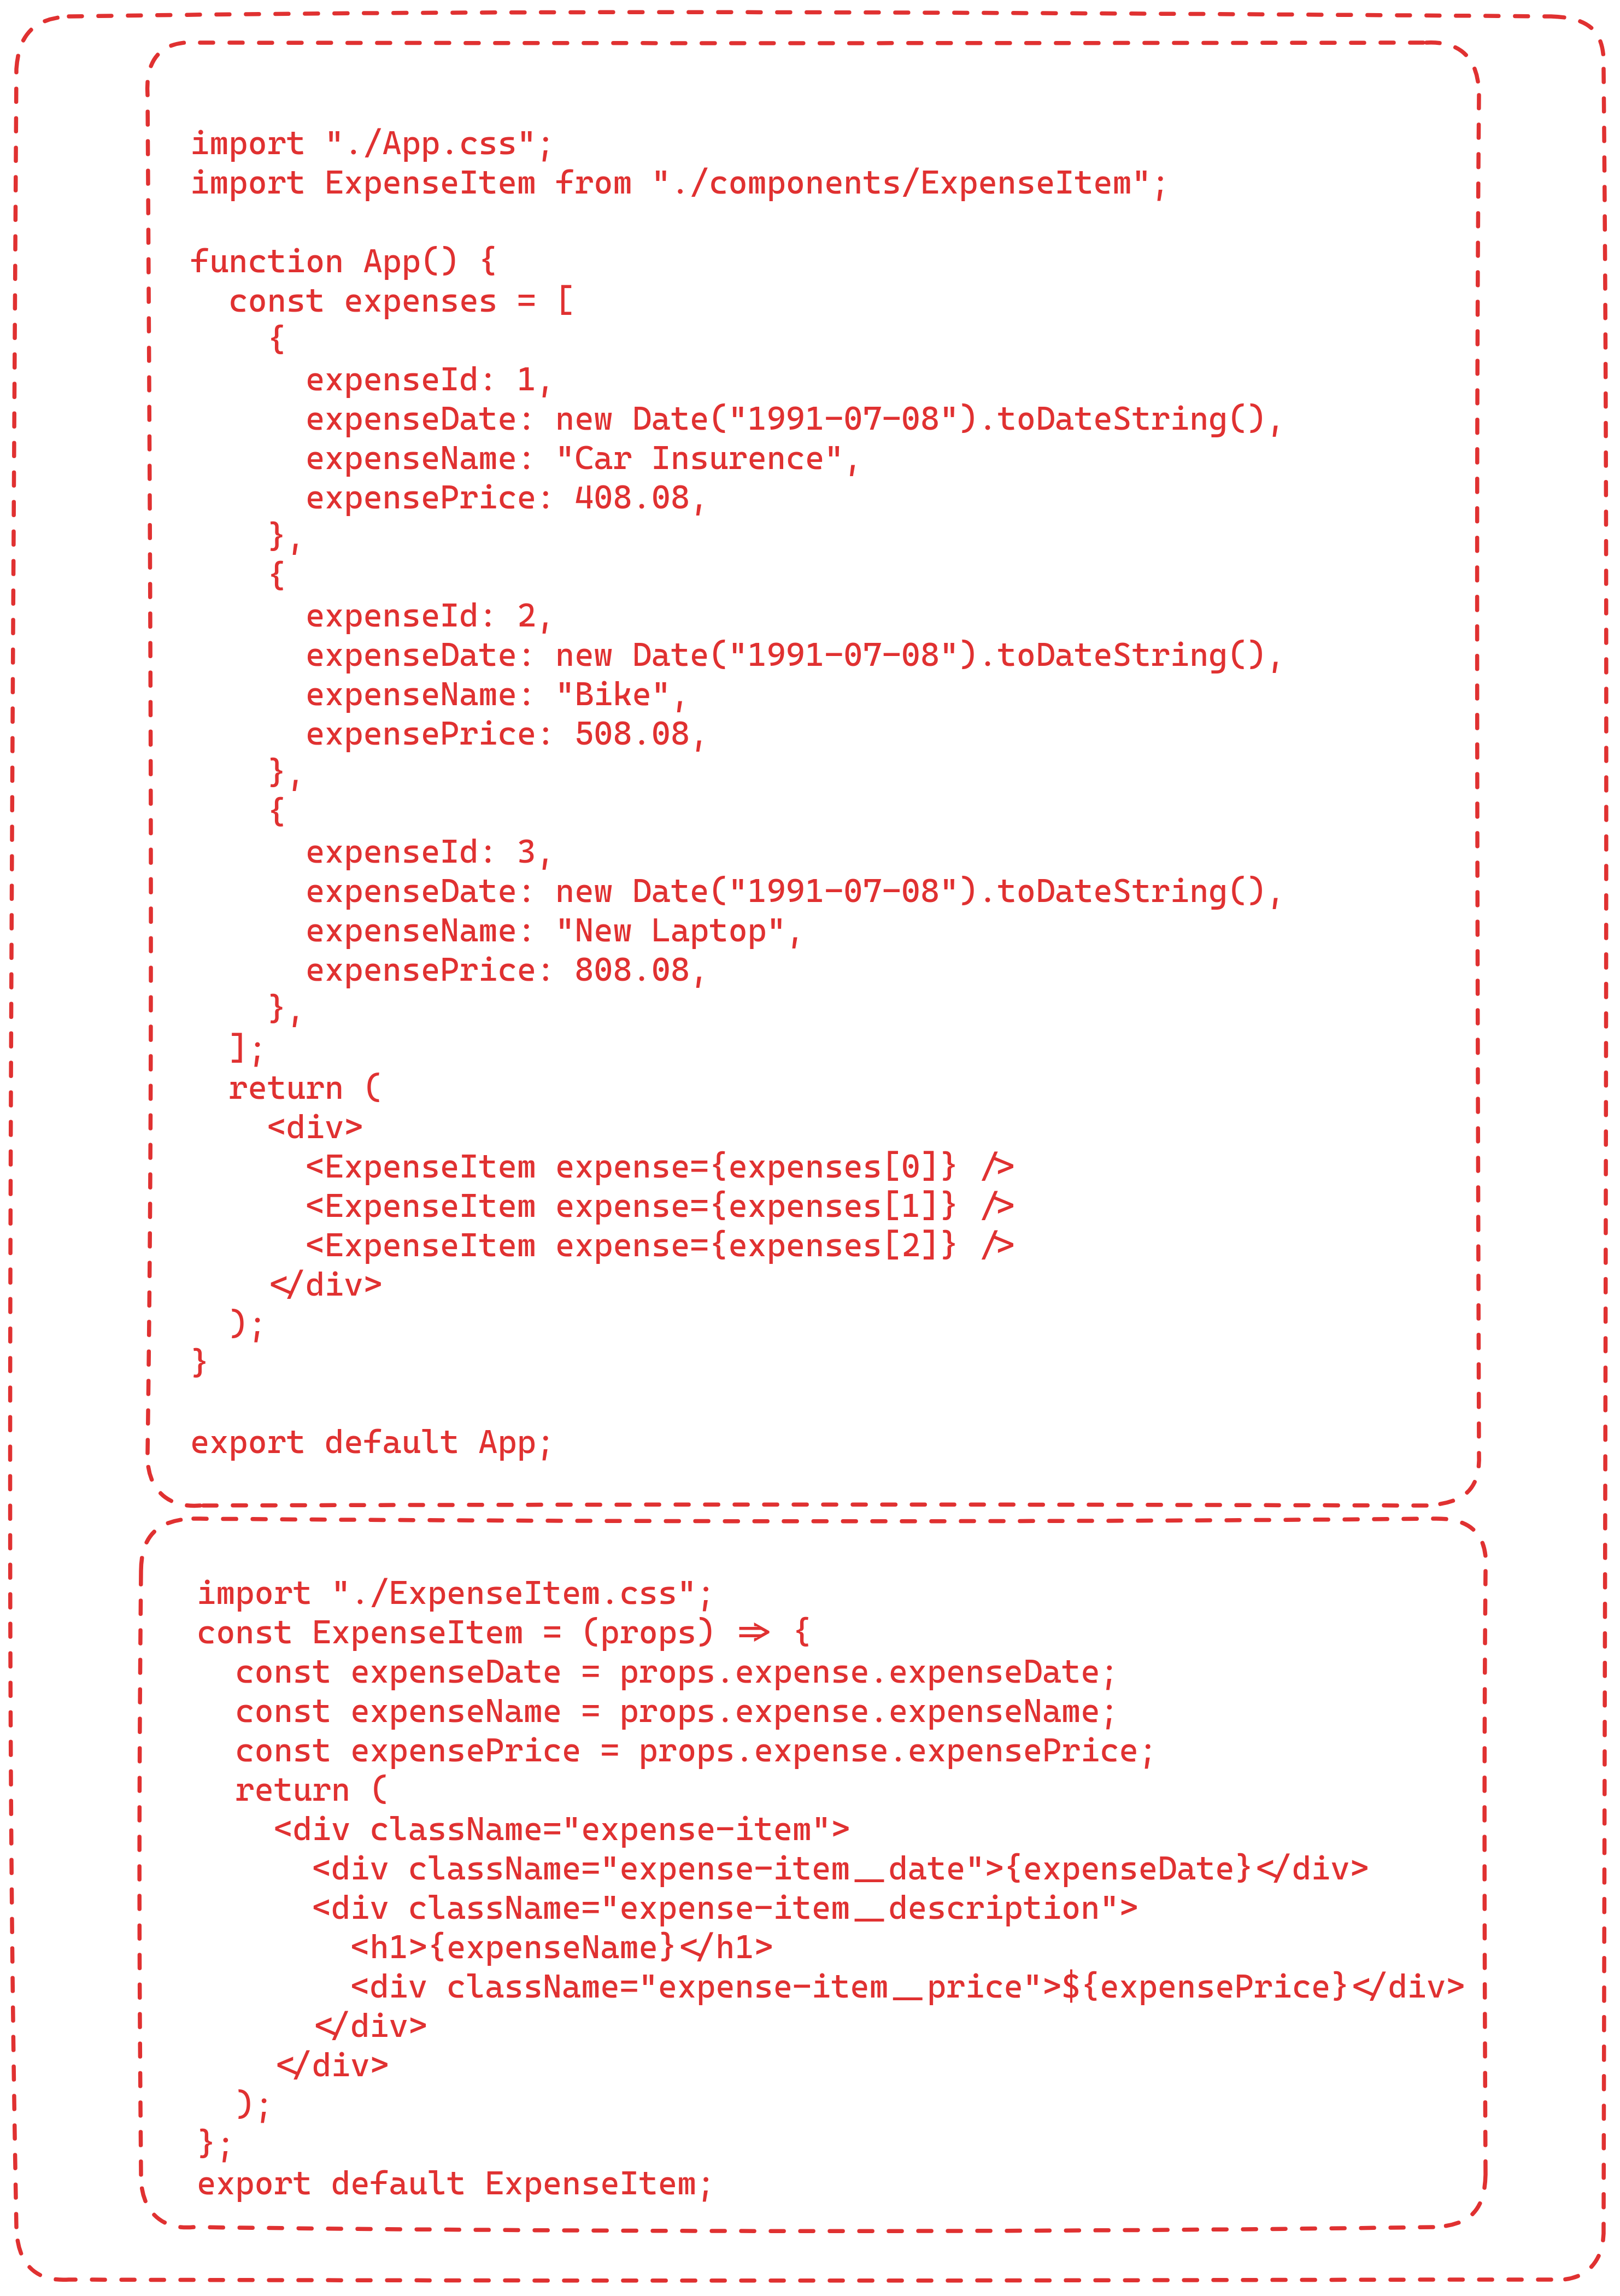 import "./App.css";
import ExpenseItem from "./components/ExpenseItem";

function App() {
  const expenses = [
    {
      expenseId: 1,
      expenseDate: new Date("1991-07-08").toDateString(),
      expenseName: "Car Insurence",
      expensePrice: 408.08,
    },
    {
      expenseId: 2,
      expenseDate: new Date("1991-07-08").toDateString(),
      expenseName: "Bike",
      expensePrice: 508.08,
    },
    {
      expenseId: 3,
      expenseDate: new Date("1991-07-08").toDateString(),
      expenseName: "New Laptop",
      expensePrice: 808.08,
    },
  ];
  return (
    <div>
      <ExpenseItem expense={expenses[0]} />
      <ExpenseItem expense={expenses[1]} />
      <ExpenseItem expense={expenses[2]} />
    </div>
  );
}

export default App;

import "./ExpenseItem.css";
const ExpenseItem = (props) => {
  const expenseDate = props.expense.expenseDate;
  const expenseName = props.expense.expenseName;
  const expensePrice = props.expense.expensePrice;
  return (
    <div className="expense-item">
      <div className="expense-item__date">{expenseDate}</div>
      <div className="expense-item__description">
        <h1>{expenseName}</h1>
        <div className="expense-item__price">${expensePrice}</div>
      </div>
    </div>
  );
};
export default ExpenseItem;